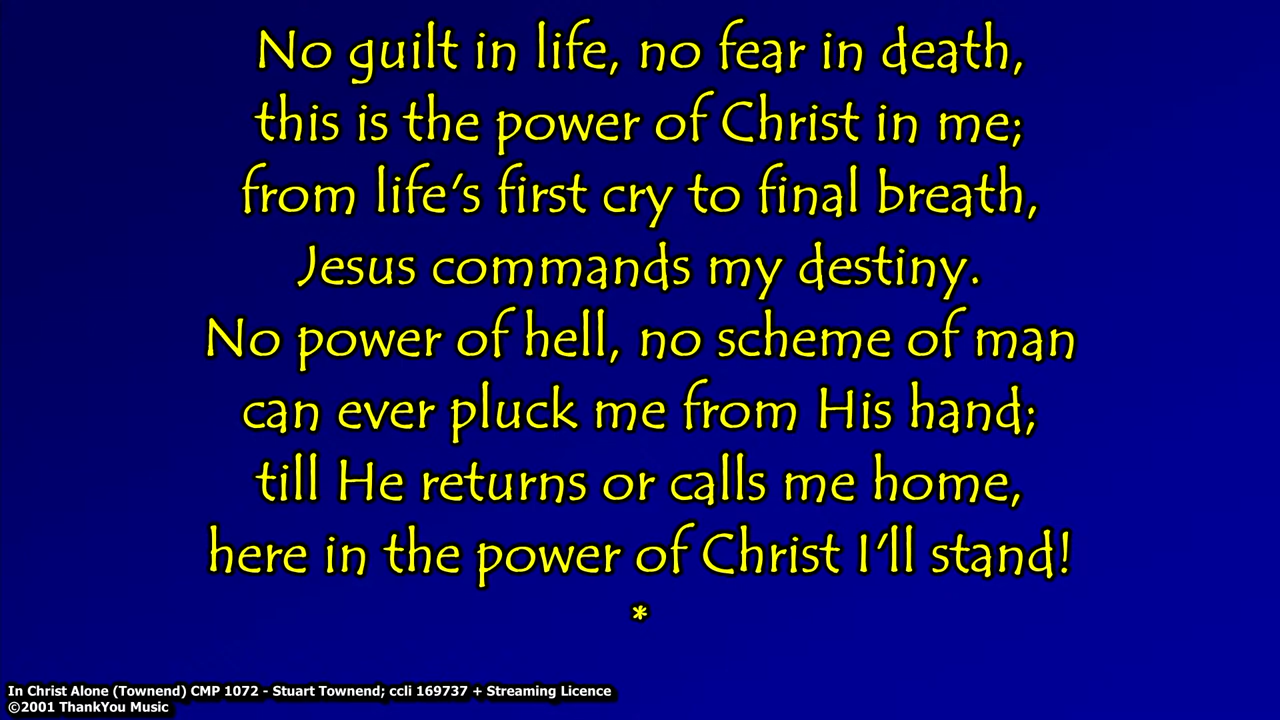 No guilt in life, no fear in death,
this is the power of Christ in me;
from life's first cry to final breath,
Jesus commands my destiny.
No power of hell, no scheme of man
can ever pluck me from His hand;
till He returns or calls me home,
here in the power of Christ I'll stand!
*
In Christ Alone (Townend) CMP 1072 - Stuart Townend; ccli 169737 + Streaming Licence
©2001 ThankYou Music